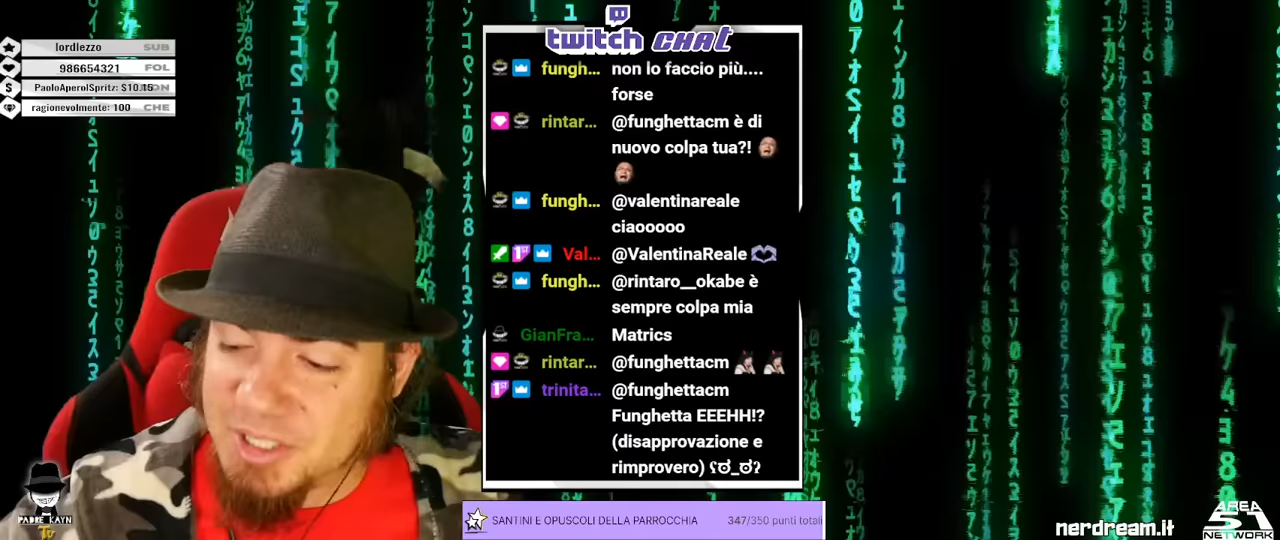 lordlezzo SUB
986654321 FOL
PaoloAperolSpritz: $10.15
ragionevolmente: 100 CHE
twitch CHAT
fungh... non lo faccio più....
forse
rintar... @funghettacm è di
nuovo colpa tua?!
fungh... @valentinareale
ciaooooo
Val... @ValentinaReale
fungh... @rintaro__okabe è
sempre colpa mia
GianFra... Matrics
rintar... @funghettacm
trinita... @funghettacm
Funghetta EEEHH!?
(disapprovazione e
rimprovero) ʕಠ_ಠʔ
SANTINI E OPUSCOLI DELLA PARROCCHIA 347/350 punti totali
PADRE KAYN
TV
nerdream.it
AREA
51
NETWORK